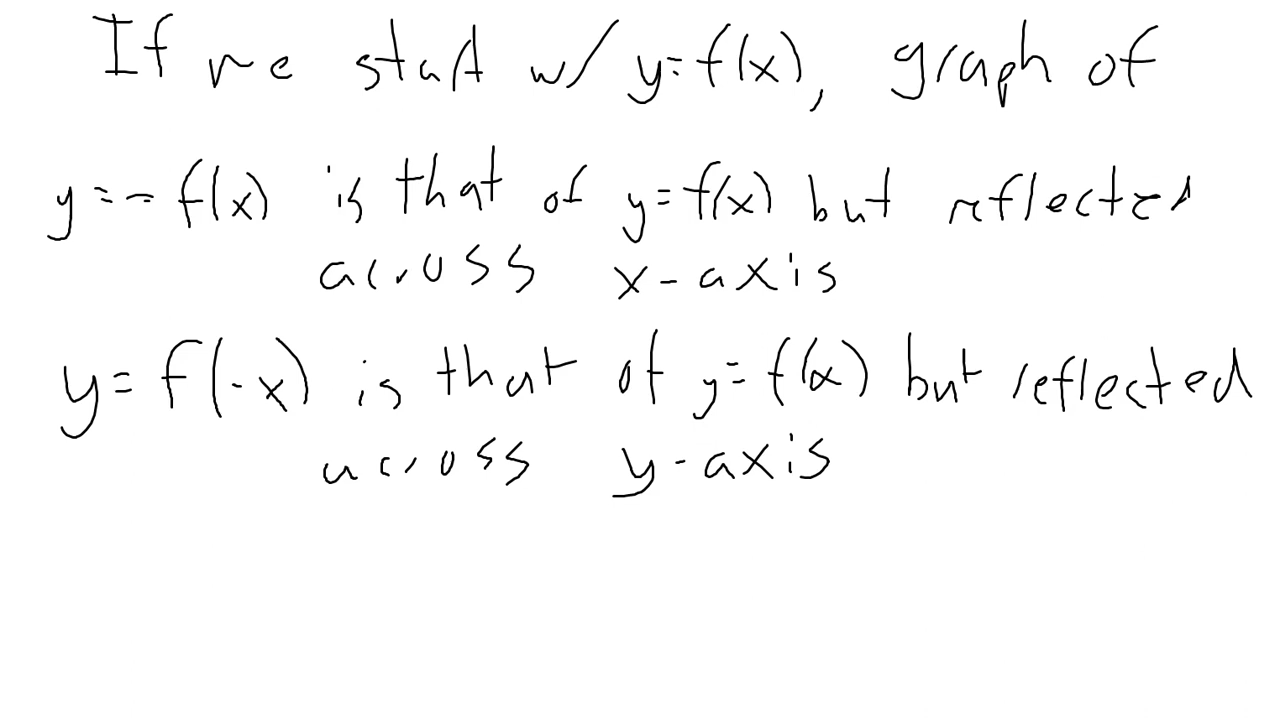 If we start w/ y=f(x), graph of
y=-f(x) is that of y=f(x) but reflected
across x-axis
y=f(-x) is that of y=f(x) but reflected
across y-axis